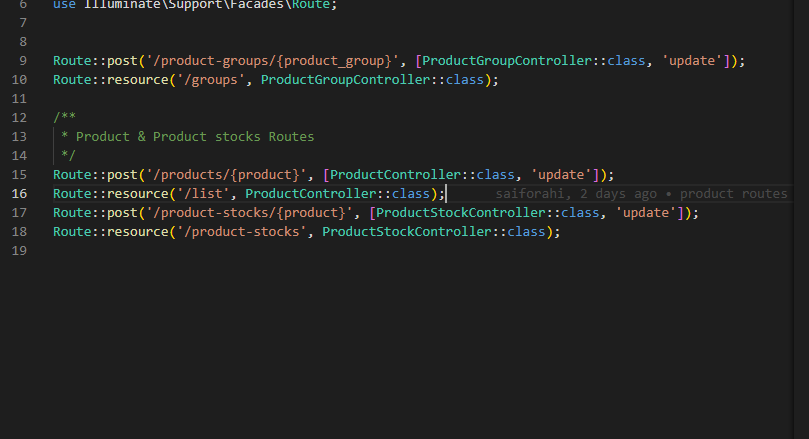 6 use Illuminate\Support\Facades\Route;
7
8
9 Route::post('/product-groups/{product_group}', [ProductGroupController::class, 'update']);
10 Route::resource('/groups', ProductGroupController::class);
11
12 /**
13 * Product & Product stocks Routes
14 */
15 Route::post('/products/{product}', [ProductController::class, 'update']);
16 Route::resource('/list', ProductController::class); saiforahi, 2 days ago • product routes
17 Route::post('/product-stocks/{product}', [ProductStockController::class, 'update']);
18 Route::resource('/product-stocks', ProductStockController::class);
19